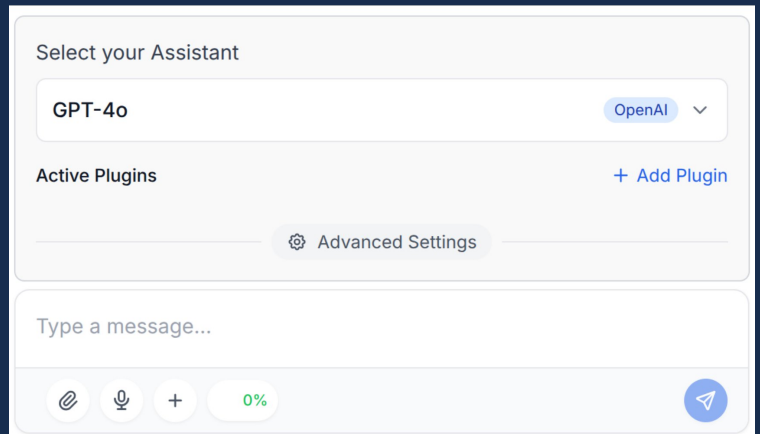 Select your Assistant
GPT-4o OpenAI
Active Plugins + Add Plugin
Advanced Settings
Type a message...
0%